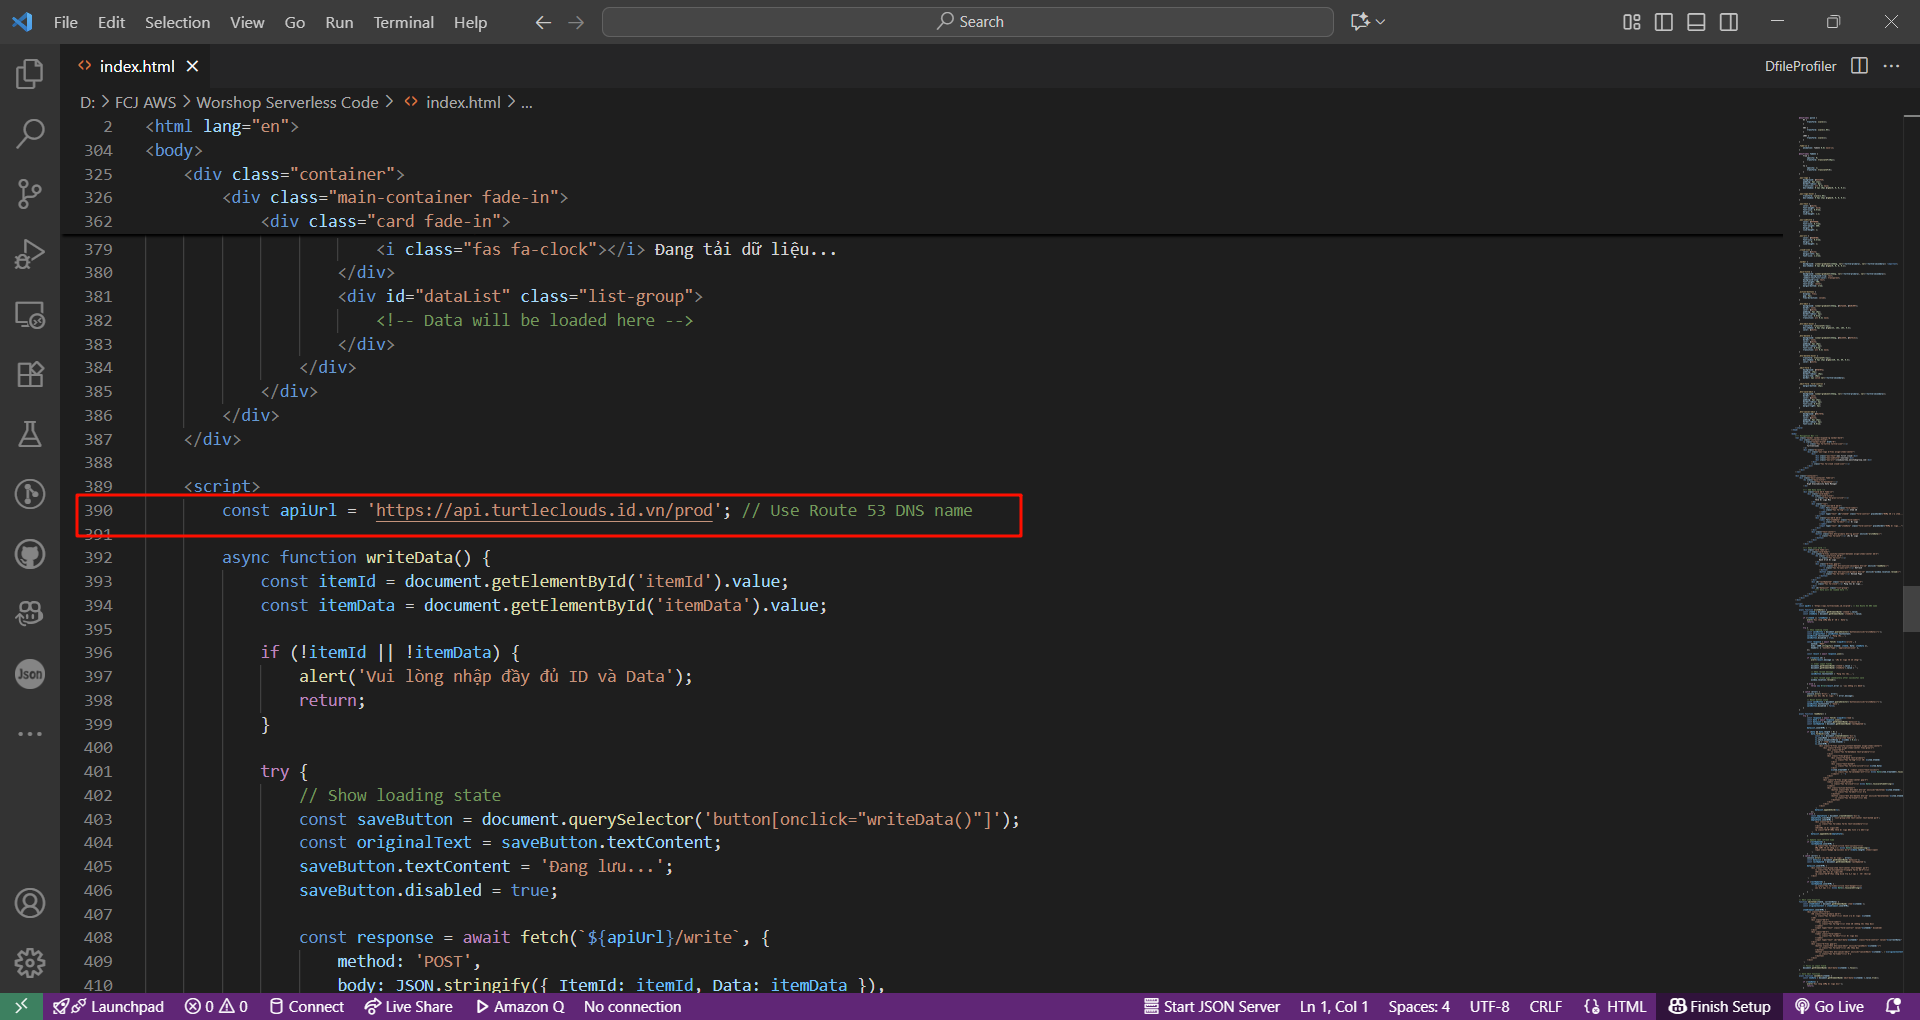 File Edit Selection View Go Run Terminal Help
Search
index.html
DfileProfiler
D: > FCJ AWS > Worshop Serverless Code > index.html > ...
2 <html lang="en">
304 <body>
325 <div class="container">
326 <div class="main-container fade-in">
362 <div class="card fade-in">
379 <i class="fas fa-clock"></i> Đang tải dữ liệu...
380 </div>
381 <div id="dataList" class="list-group">
382 <!-- Data will be loaded here -->
383 </div>
384 </div>
385 </div>
386 </div>
387 </div>
388
389 <script>
390 const apiUrl = 'https://api.turtleclouds.id.vn/prod'; // Use Route 53 DNS name
391
392 async function writeData() {
393 const itemId = document.getElementById('itemId').value;
394 const itemData = document.getElementById('itemData').value;
395
396 if (!itemId || !itemData) {
397 alert('Vui lòng nhập đầy đủ ID và Data');
398 return;
399 }
400
401 try {
402 // Show loading state
403 const saveButton = document.querySelector('button[onclick="writeData()"]');
404 const originalText = saveButton.textContent;
405 saveButton.textContent = 'Đang lưu...';
406 saveButton.disabled = true;
407
408 const response = await fetch(`${apiUrl}/write`, {
409 method: 'POST',
410 body: JSON.stringify({ ItemId: itemId, Data: itemData }),
Json
Launchpad 0 0 Connect Live Share Amazon Q No connection Start JSON Server Ln 1, Col 1 Spaces: 4 UTF-8 CRLF {} HTML Finish Setup Go Live